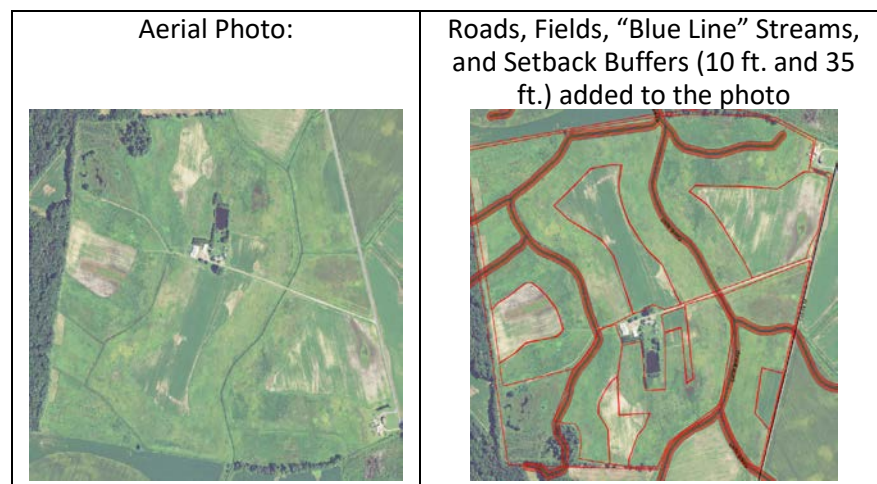 Aerial Photo:
Roads, Fields, “Blue Line” Streams,
and Setback Buffers (10 ft. and 35
ft.) added to the photo